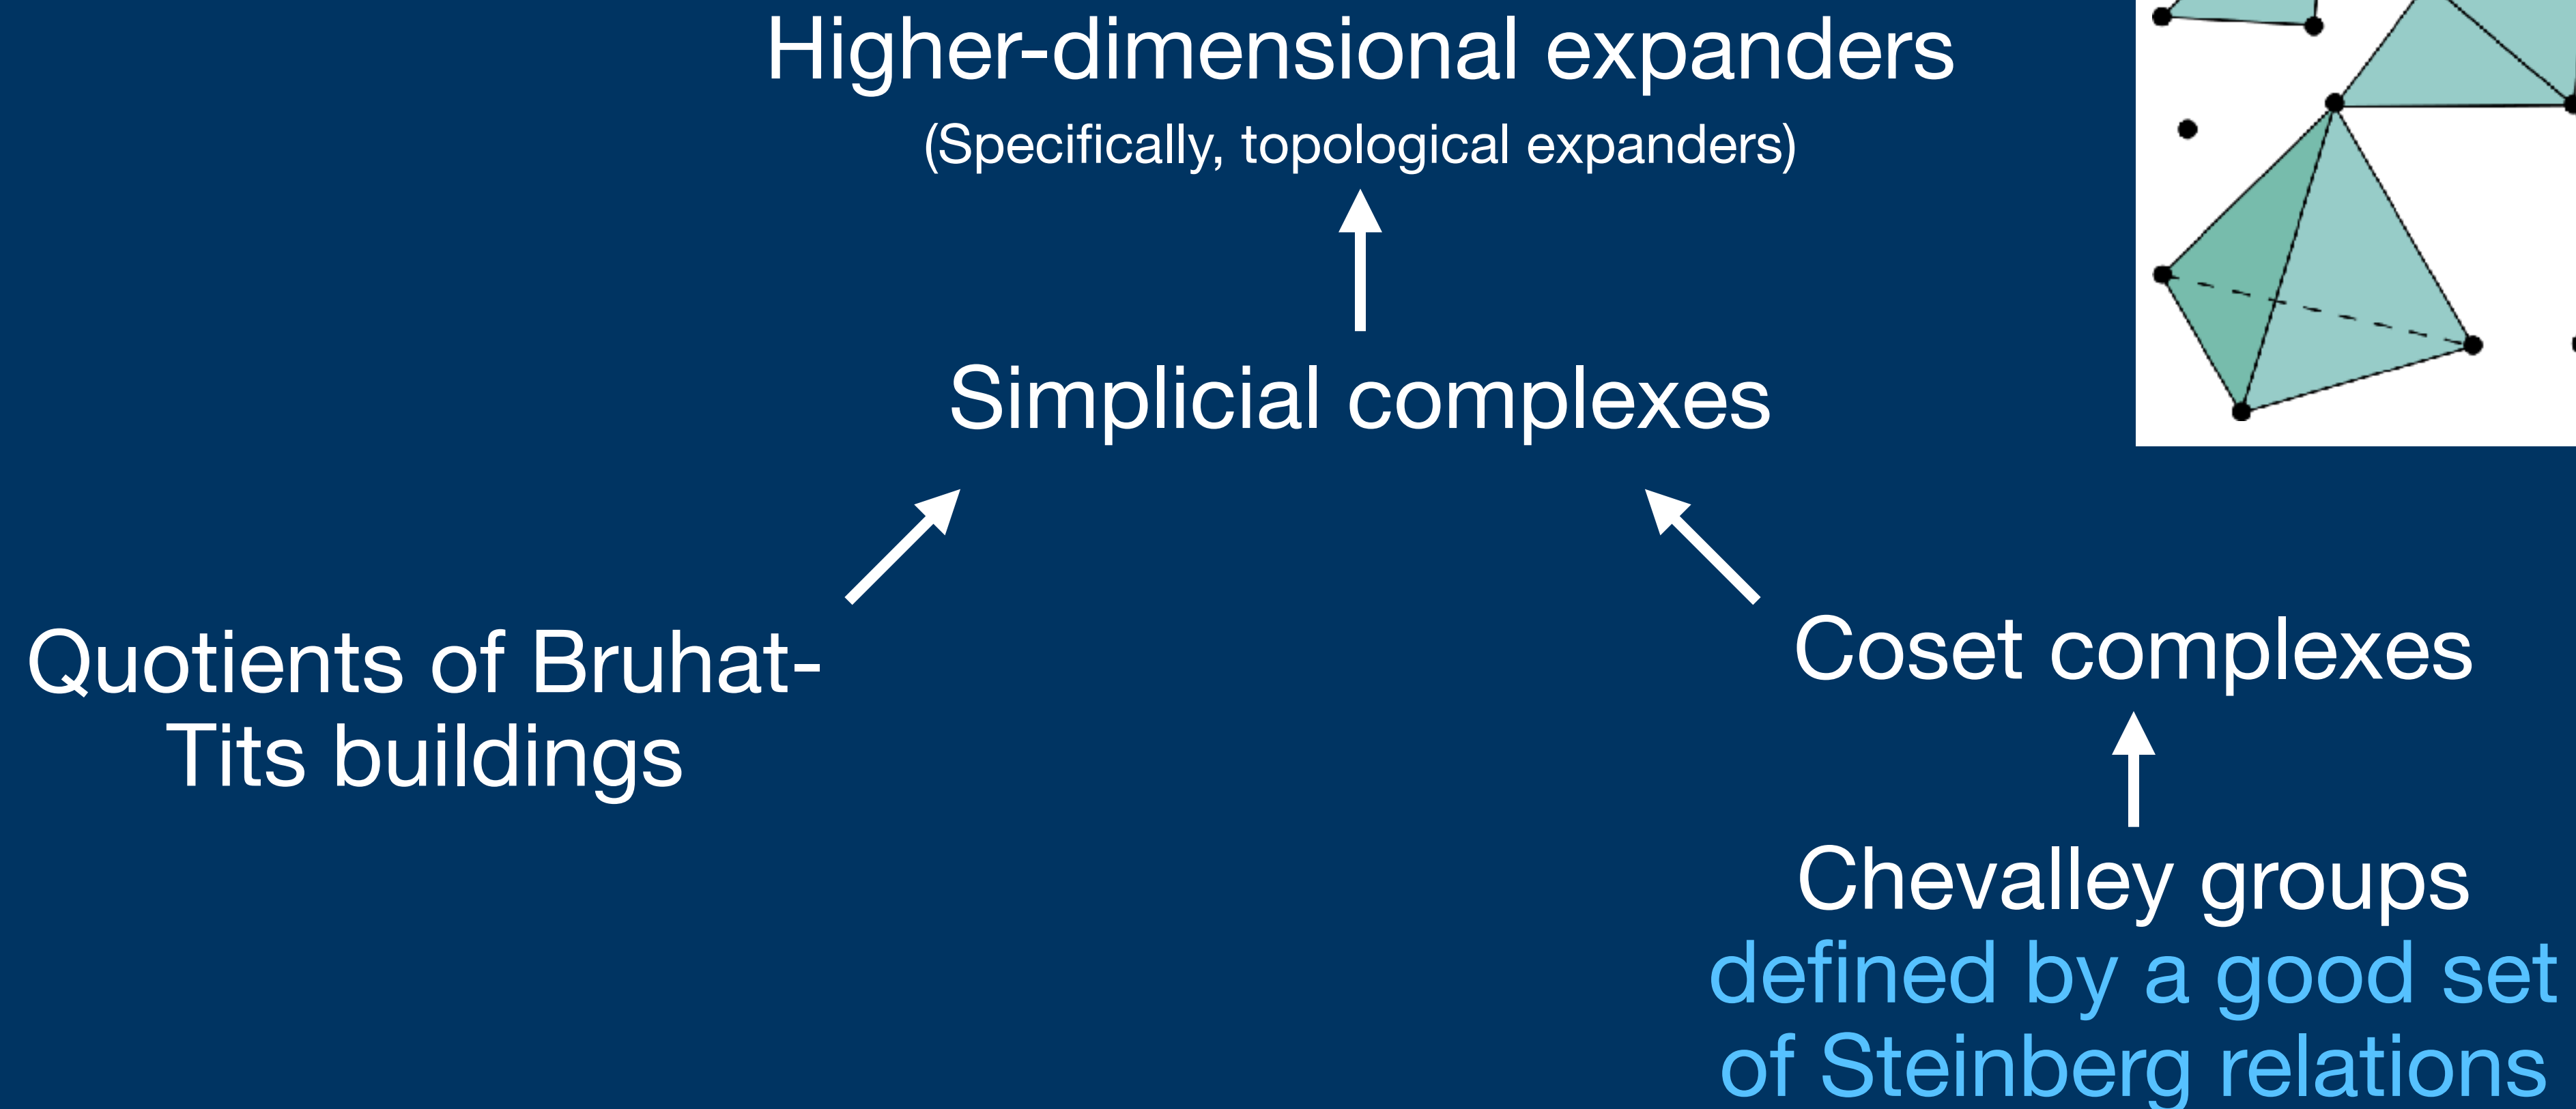 Higher-dimensional expanders
(Specifically, topological expanders)
Simplicial complexes
Quotients of Bruhat-
Tits buildings
Coset complexes
Chevalley groups
defined by a good set
of Steinberg relations